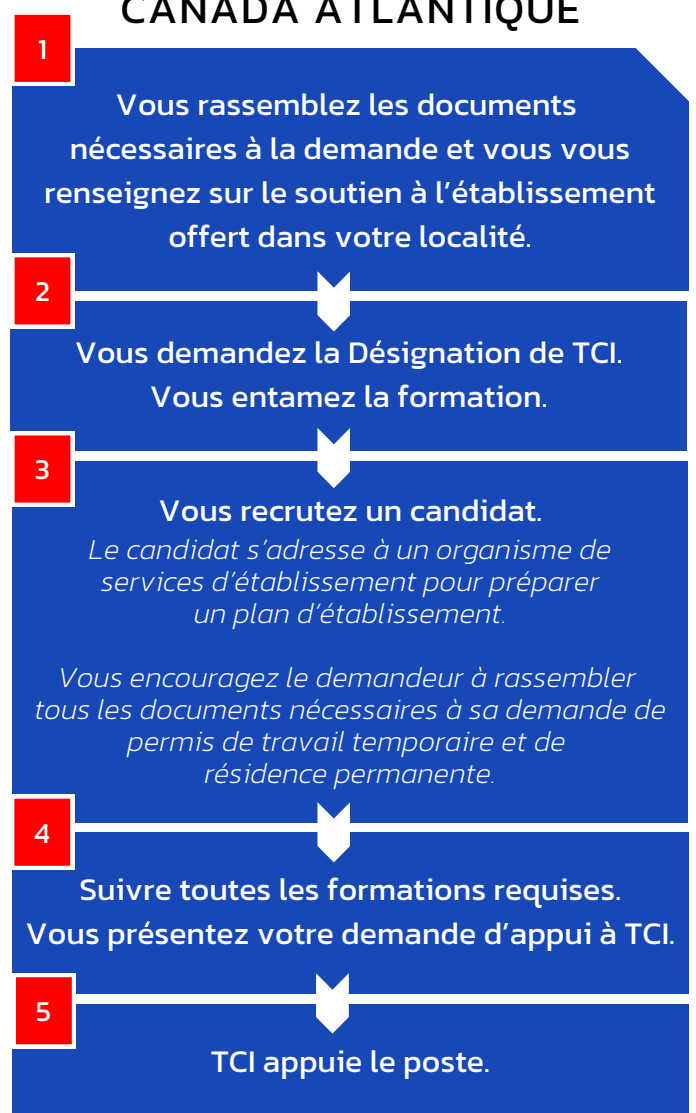 CANADA ATLANTIQUE
1
Vous rassemblez les documents
nécessaires à la demande et vous vous
renseignez sur le soutien à l’établissement
offert dans votre localité.
2
Vous demandez la Désignation de TCI.
Vous entamez la formation.
3
Vous recrutez un candidat.
Le candidat s’adresse à un organisme de
services d’établissement pour préparer
un plan d’établissement.
Vous encouragez le demandeur à rassembler
tous les documents nécessaires à sa demande de
permis de travail temporaire et de
résidence permanente.
4
Suivre toutes les formations requises.
Vous présentez votre demande d’appui à TCI.
5
TCI appuie le poste.